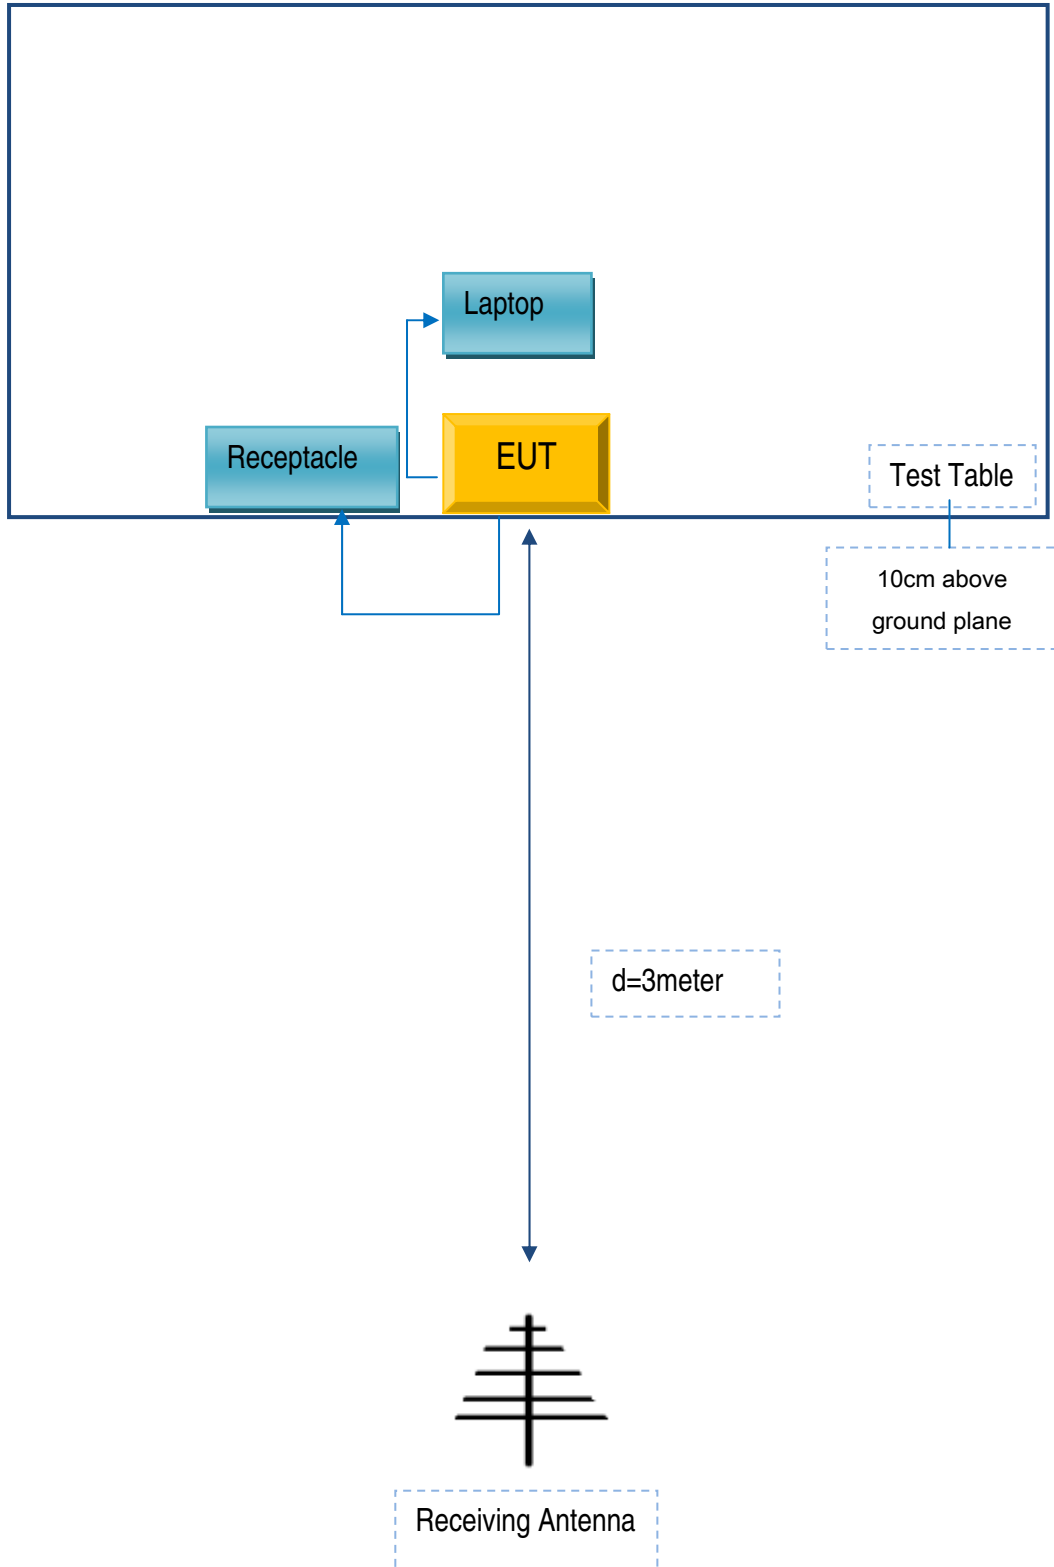 Laptop
Receptacle
EUT
Test Table
10cm above
ground plane
d=3meter
Receiving Antenna